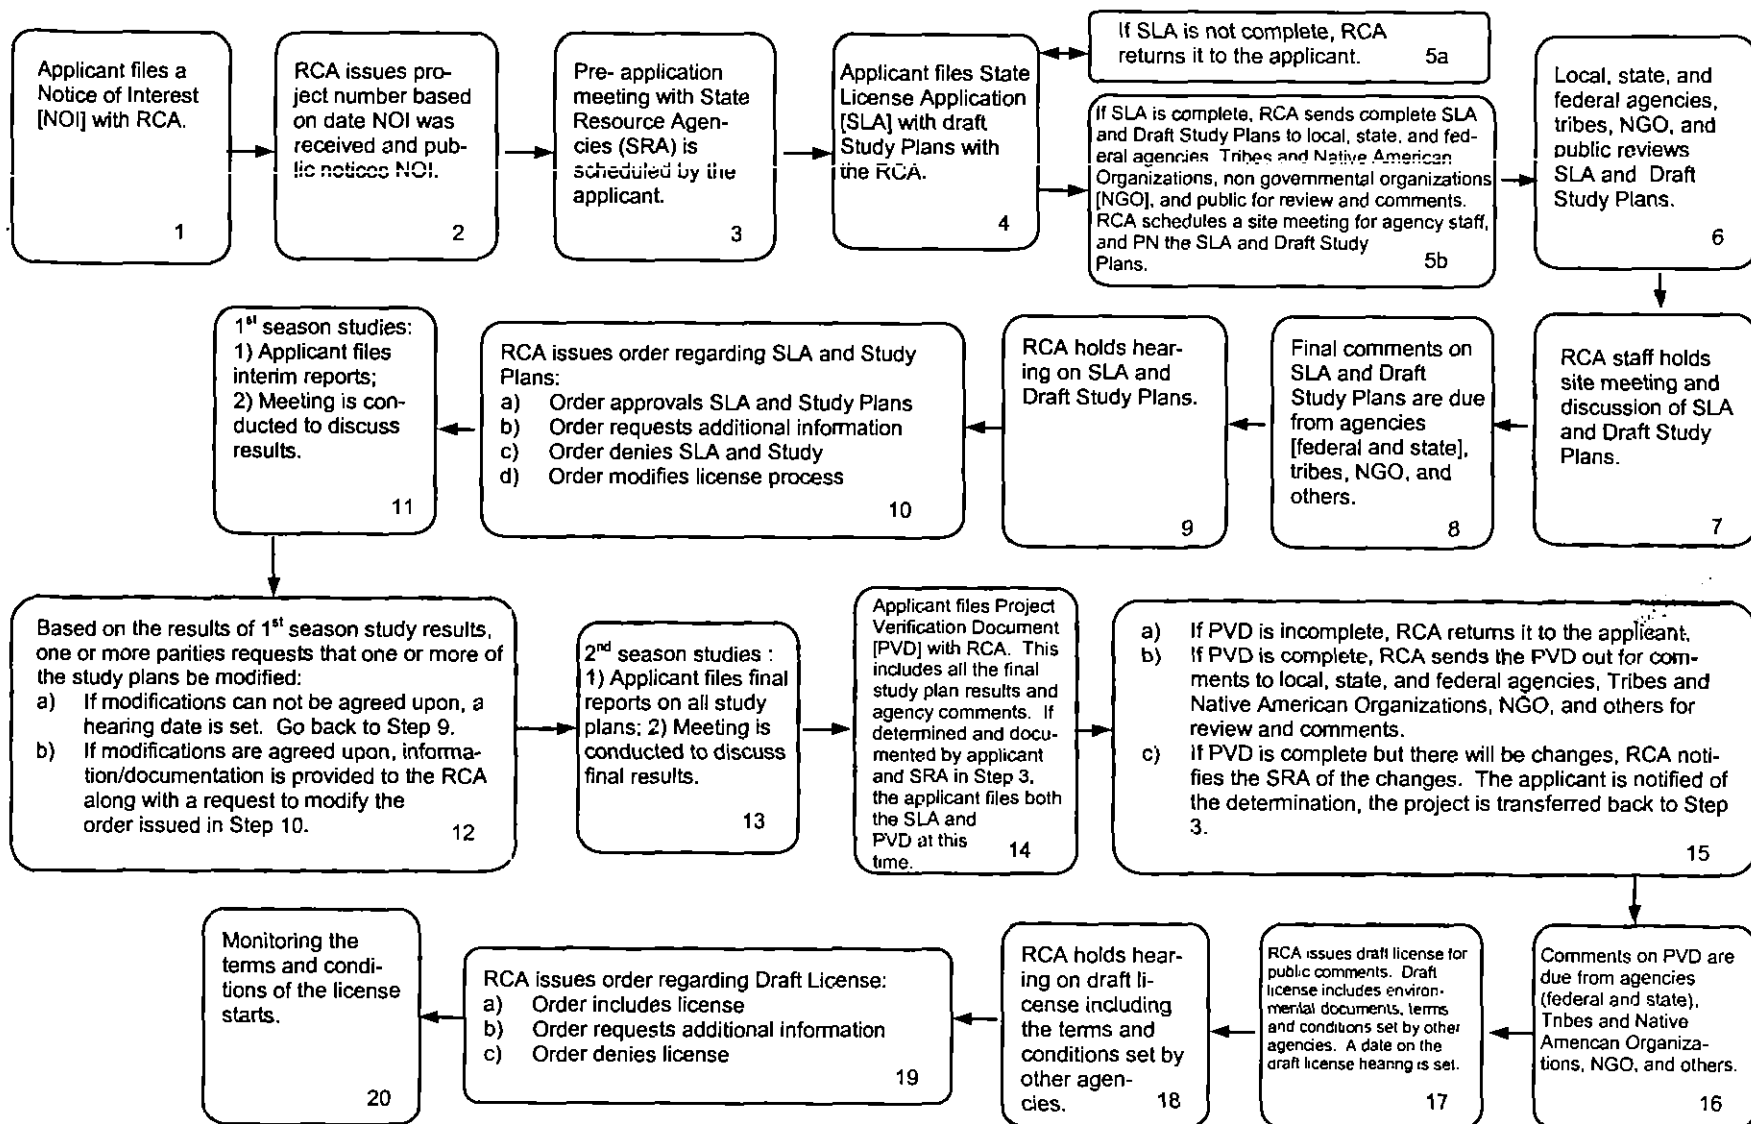 Applicant files a
Notice of Interest
[NOI] with RCA.
1
RCA issues pro-
ject number based
on date NOI was
received and pub-
lic notices NOI.
2
Pre- application
meeting with State
Resource Agen-
cies (SRA) is
scheduled by the
applicant.
3
Applicant files State
License Application
[SLA] with draft
Study Plans with
the RCA.
4
If SLA is not complete, RCA
returns it to the applicant.
5a
If SLA is complete, RCA sends complete SLA
and Draft Study Plans to local, state, and fed-
eral agencies, Tribes and Native American
Organizations, non governmental organizations
[NGO], and public for review and comments.
RCA schedules a site meeting for agency staff,
and PN the SLA and Draft Study
Plans.
5b
Local, state, and
federal agencies,
tribes, NGO, and
public reviews
SLA and Draft
Study Plans.
6
RCA staff holds
site meeting and
discussion of SLA
and Draft Study
Plans.
7
Final comments on
SLA and Draft
Study Plans are due
from agencies
[federal and state],
tribes, NGO, and
others.
8
RCA holds hear-
ing on SLA and
Draft Study Plans.
9
RCA issues order regarding SLA and Study
Plans:
a) Order approvals SLA and Study Plans
b) Order requests additional information
c) Order denies SLA and Study
d) Order modifies license process
10
1st season studies:
1) Applicant files
interim reports;
2) Meeting is con-
ducted to discuss
results.
11
Based on the results of 1st season study results,
one or more parities requests that one or more of
the study plans be modified:
a) If modifications can not be agreed upon, a
hearing date is set. Go back to Step 9.
b) If modifications are agreed upon, informa-
tion/documentation is provided to the RCA
along with a request to modify the
order issued in Step 10.
12
2nd season studies :
1) Applicant files final
reports on all study
plans; 2) Meeting is
conducted to discuss
final results.
13
Applicant files Project
Verification Document
[PVD] with RCA. This
includes all the final
study plan results and
agency comments. If
determined and docu-
mented by applicant
and SRA in Step 3,
the applicant files both
the SLA and
PVD at this
time.
14
a) If PVD is incomplete, RCA returns it to the applicant.
b) If PVD is complete, RCA sends the PVD out for com-
ments to local, state, and federal agencies, Tribes and
Native American Organizations, NGO, and others for
review and comments.
c) If PVD is complete but there will be changes, RCA noti-
fies the SRA of the changes. The applicant is notified of
the determination, the project is transferred back to Step
3.
15
Comments on PVD are
due from agencies
(federal and state),
Tribes and Native
American Organiza-
tions, NGO, and others.
16
RCA issues draft license for
public comments. Draft
license includes environ-
mental documents, terms
and conditions set by other
agencies. A date on the
draft license hearing is set.
17
RCA holds hear-
ing on draft li-
cense including
the terms and
conditions set by
other agen-
cies.
18
RCA issues order regarding Draft License:
a) Order includes license
b) Order requests additional information
c) Order denies license
19
Monitoring the
terms and condi-
tions of the license
starts.
20